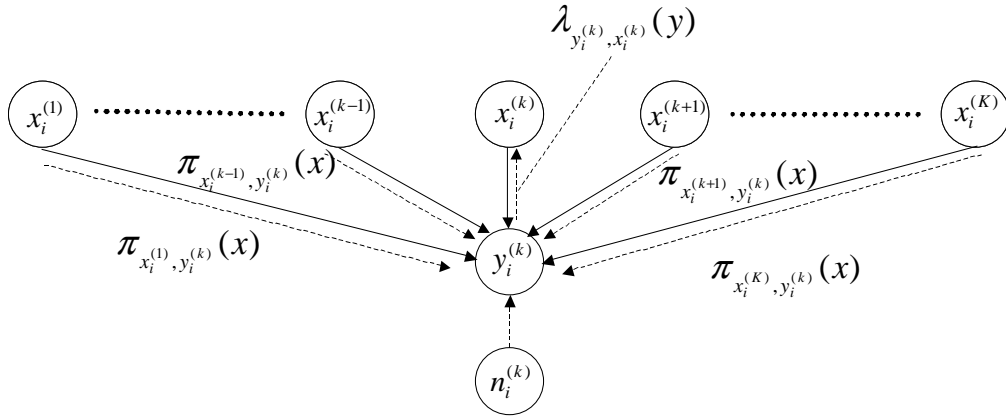 λ_{y_i^{(k)}, x_i^{(k)}}(y)
x_i^{(1)} x_i^{(k-1)} x_i^{(k)} x_i^{(k+1)} x_i^{(K)}
π_{x_i^{(k-1)}, y_i^{(k)}}(x) π_{x_i^{(k+1)}, y_i^{(k)}}(x)
π_{x_i^{(1)}, y_i^{(k)}}(x) y_i^{(k)} π_{x_i^{(K)}, y_i^{(k)}}(x)
n_i^{(k)}